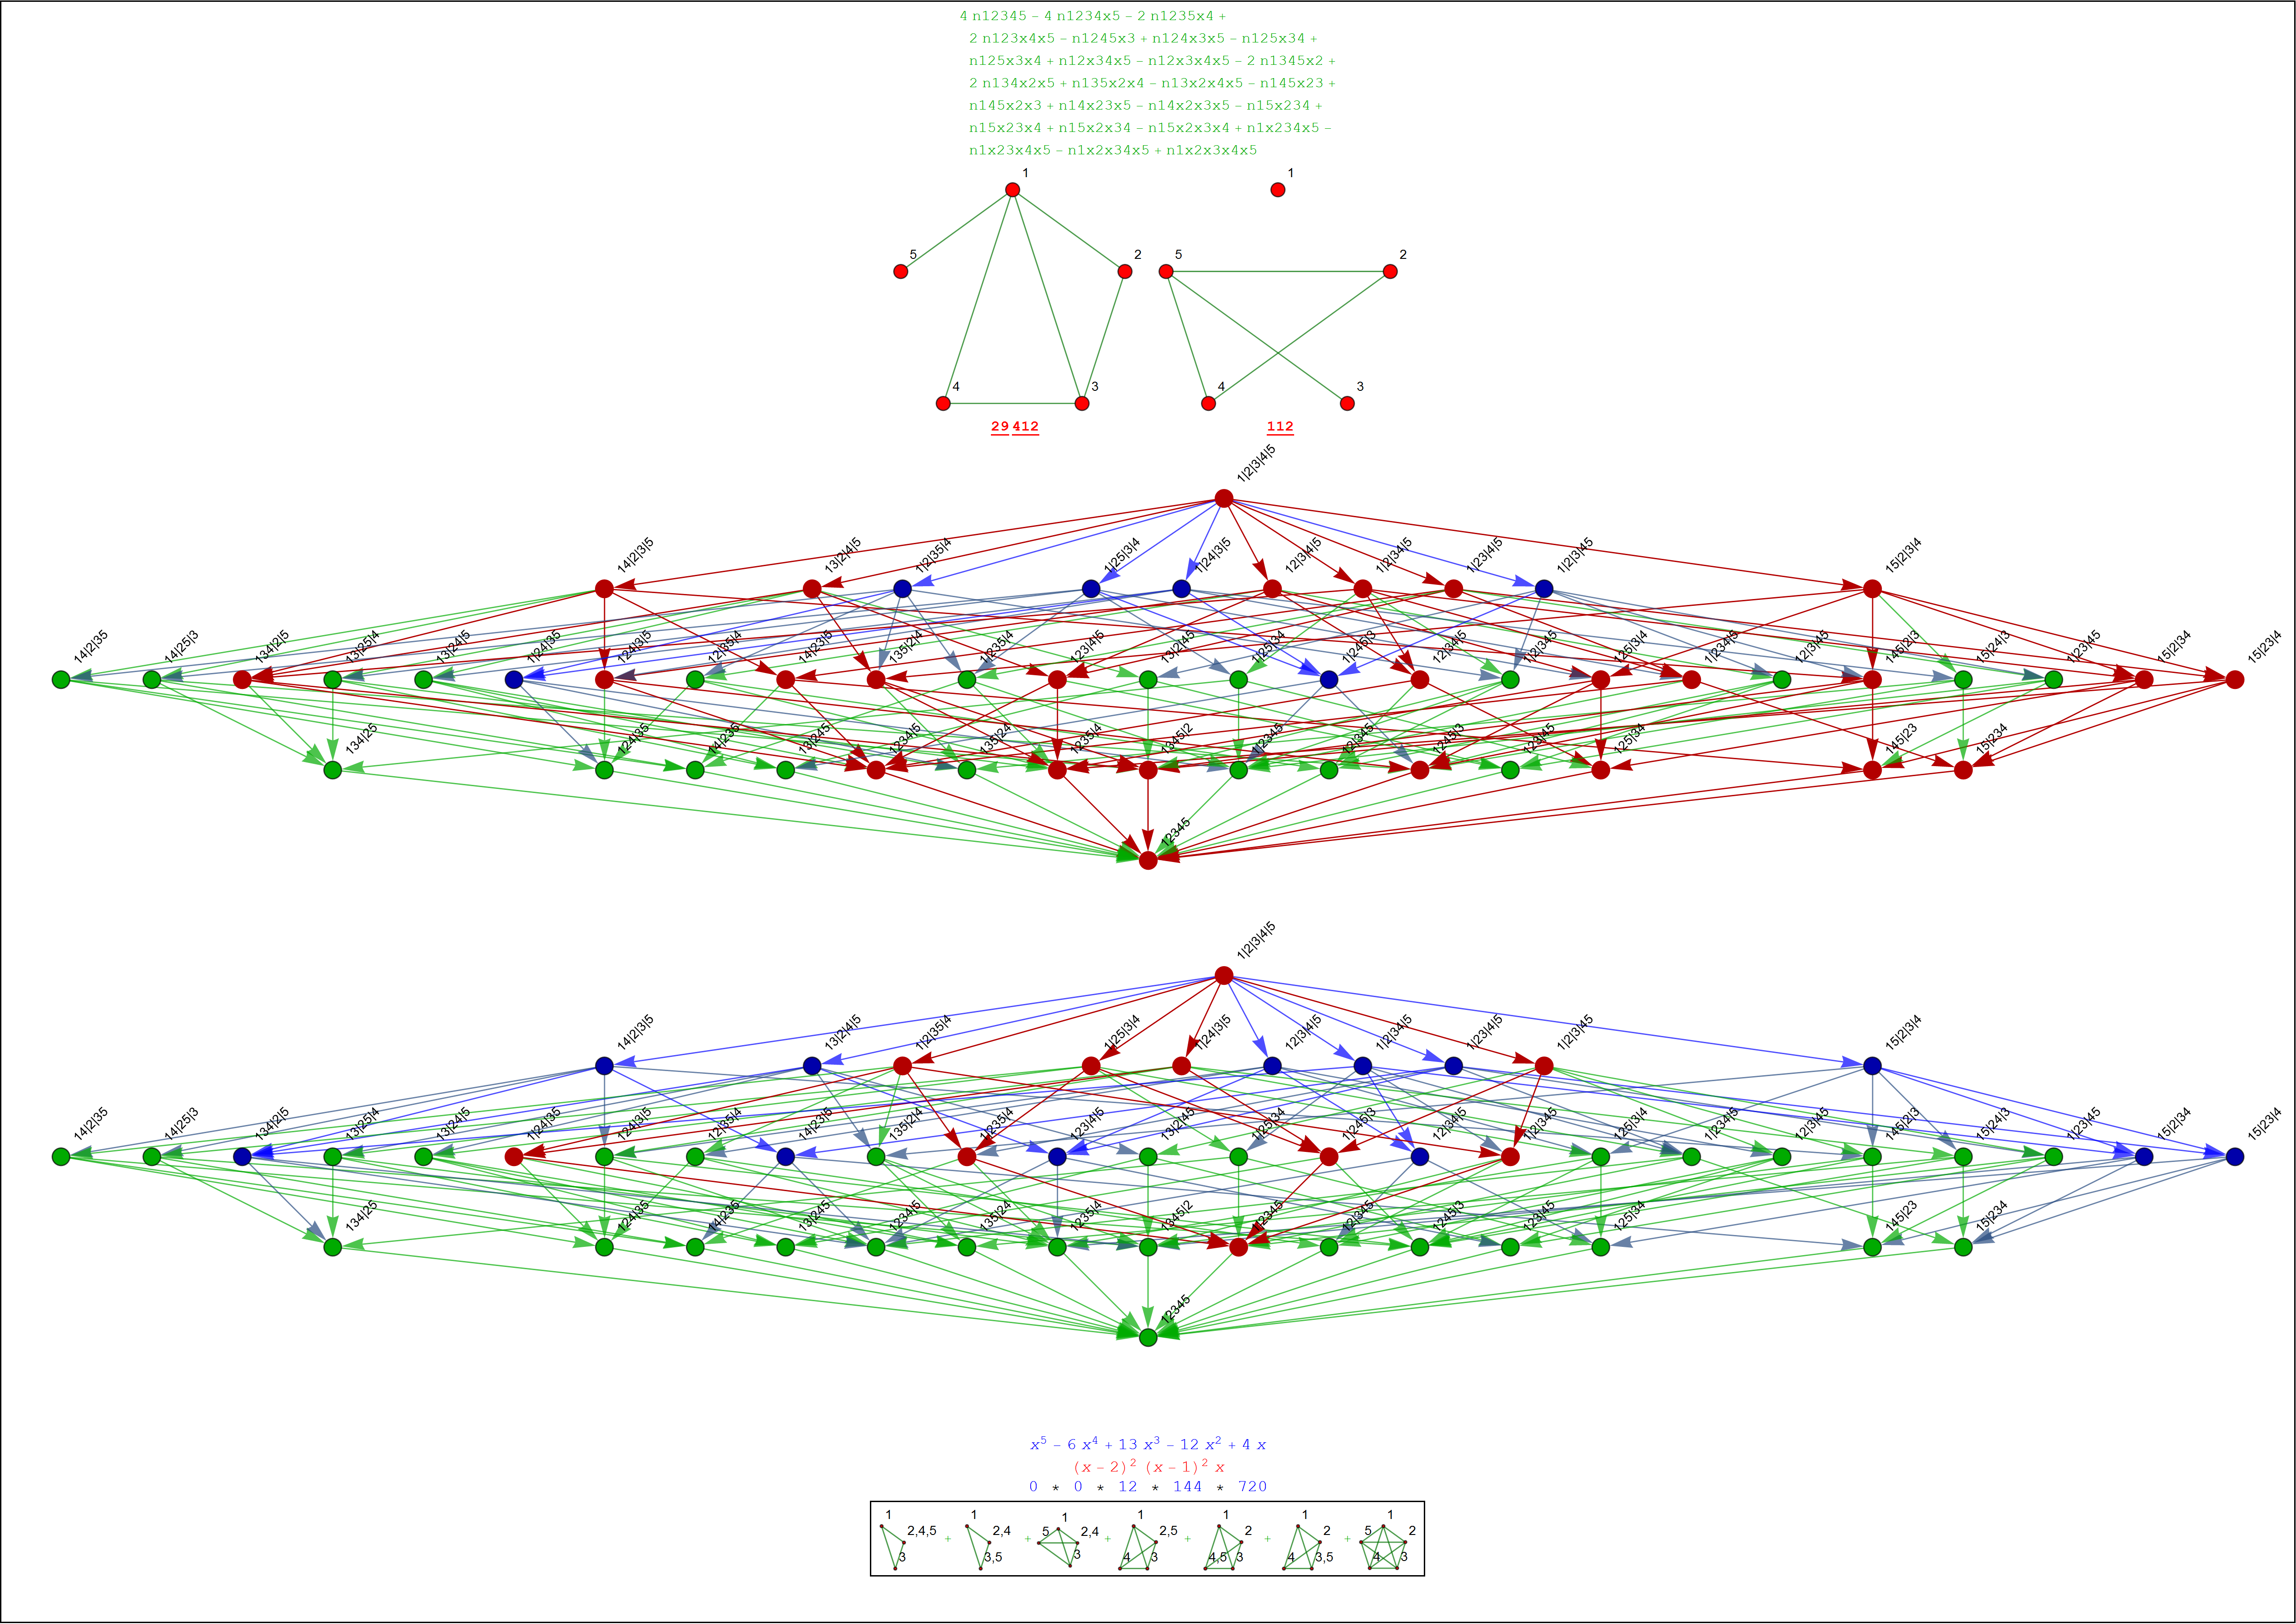 4 n12345 − 4 n1234x5 − 2 n1235x4 +
2 n123x4x5 − n1245x3 + n124x3x5 − n125x34 +
n125x3x4 + n12x34x5 − n12x3x4x5 − 2 n1345x2 +
2 n134x2x5 + n135x2x4 − n13x2x4x5 − n145x23 +
n145x2x3 + n14x23x5 − n14x2x3x5 − n15x234 +
n15x23x4 + n15x2x34 − n15x2x3x4 + n1x234x5 −
n1x23x4x5 − n1x2x34x5 + n1x2x3x4x5
1 1
5 2 5 2
4 3 4 3
29 412 112
1|2|3|4|5
14|2|3|5 13|2|4|5 1|2|35|4 1|25|3|4 1|24|3|5 12|3|4|5 1|2|34|5 1|23|4|5 1|2|3|45 15|2|3|4
14|2|35 14|25|3 134|2|5 13|25|4 13|24|5 1|24|35 124|3|5 12|35|4 14|23|5 135|2|4 1|235|4 123|4|5 13|2|45 1|25|34 1|245|3 12|34|5 1|2|345 125|3|4 1|234|5 12|3|45 145|2|3 15|24|3 1|23|45 15|2|34 15|23|4
134|25 124|35 14|235 13|245 1234|5 135|24 1235|4 1345|2 1|2345 12|345 1245|3 123|45 125|34 145|23 15|234
12345
1|2|3|4|5
14|2|3|5 13|2|4|5 1|2|35|4 1|25|3|4 1|24|3|5 12|3|4|5 1|2|34|5 1|23|4|5 1|2|3|45 15|2|3|4
14|2|35 14|25|3 134|2|5 13|25|4 13|24|5 1|24|35 124|3|5 12|35|4 14|23|5 135|2|4 1|235|4 123|4|5 13|2|45 1|25|34 1|245|3 12|34|5 1|2|345 125|3|4 1|234|5 12|3|45 145|2|3 15|24|3 1|23|45 15|2|34 15|23|4
134|25 124|35 14|235 13|245 1234|5 135|24 1235|4 1345|2 1|2345 12|345 1245|3 123|45 125|34 145|23 15|234
12345
x⁵ − 6 x⁴ + 13 x³ − 12 x² + 4 x
(x − 2)² (x − 1)² x
0 * 0 * 12 * 144 * 720
1 2,4,5 3 + 1 2,4 3,5 + 1 5 2,4 3 + 1 2,5 4 3 + 1 2 4,5 3 + 1 2 4 3,5 + 1 5 2 4 3